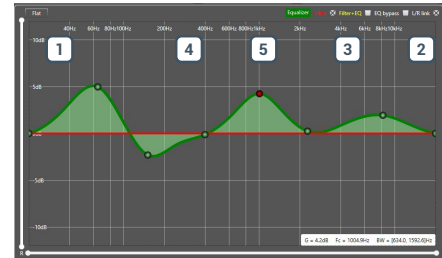 Flat Equalizer Filter+EQ EQ bypass L/R link
40Hz 60Hz 80Hz 100Hz 200Hz 400Hz 600Hz 800Hz 1kHz 2kHz 4kHz 6kHz 8kHz 10kHz
10dB
1 4 5 3 2
5dB
-5dB
-10dB
G = 4.2dB Fc = 1004.9Hz BW = [634.0, 1592.6]Hz
R